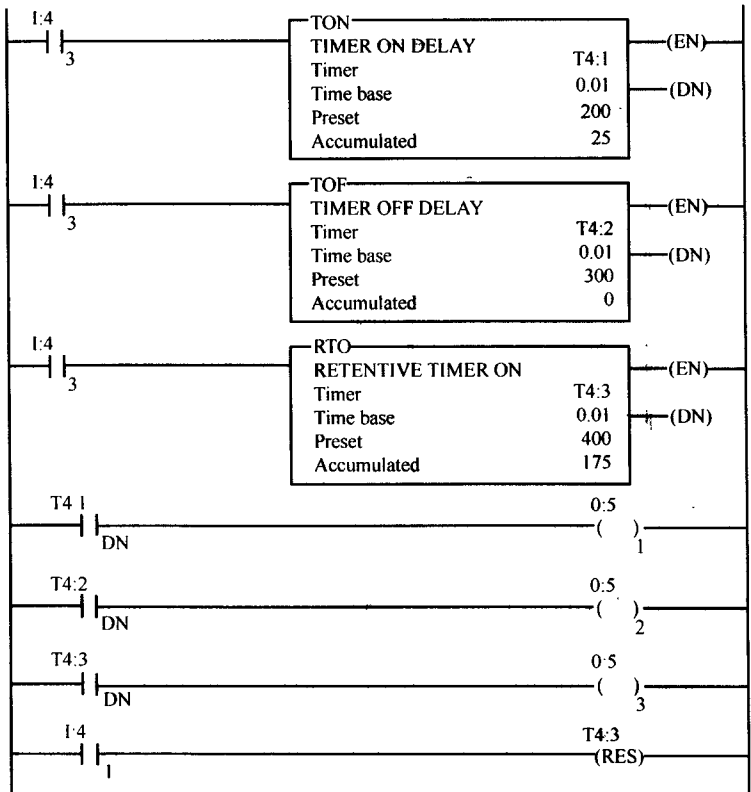 I:4
3
TON
TIMER ON DELAY
Timer T4:1
Time base 0.01
Preset 200
Accumulated 25
(EN)
(DN)
I:4
3
TOF
TIMER OFF DELAY
Timer T4:2
Time base 0.01
Preset 300
Accumulated 0
(EN)
(DN)
I:4
3
RTO
RETENTIVE TIMER ON
Timer T4:3
Time base 0.01
Preset 400
Accumulated 175
(EN)
(DN)
T4 1 0:5
DN ( ) 1
T4:2 0:5
DN ( ) 2
T4:3 0:5
DN ( ) 3
I:4 T4:3
1 (RES)